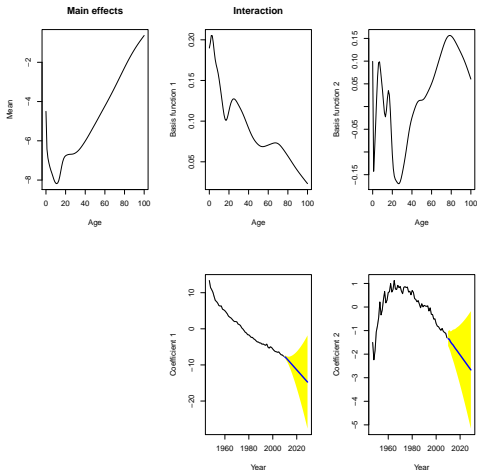 Main effects
Interaction
Mean
−2
−4
−6
−8
0 20 40 60 80 100
Age
Basis function 1
0.20
0.15
0.10
0.05
0 20 40 60 80 100
Age
Basis function 2
0.15
0.10
0.05
−0.05
−0.15
0 20 40 60 80 100
Age
Coefficient 1
10
0
−10
−20
1960 1980 2000 2020
Year
Coefficient 2
1
0
−1
−2
−3
−4
−5
1960 1980 2000 2020
Year